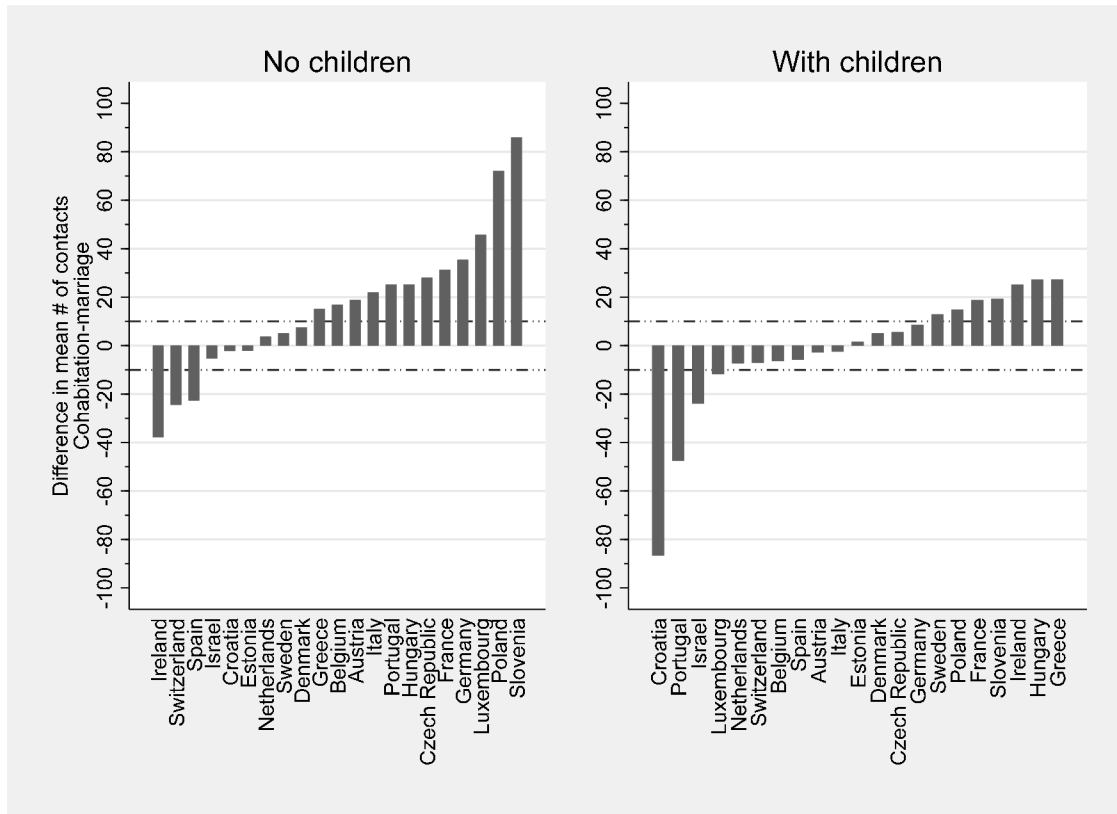 No children
With children
Difference in mean # of contacts
Cohabitation-marriage
100
80
60
40
20
0
-20
-40
-60
-80
-100
Ireland
Switzerland
Spain
Israel
Croatia
Estonia
Netherlands
Sweden
Denmark
Greece
Belgium
Austria
Italy
Portugal
Hungary
Czech Republic
France
Germany
Luxembourg
Poland
Slovenia
100
80
60
40
20
0
-20
-40
-60
-80
-100
Croatia
Portugal
Israel
Luxembourg
Netherlands
Switzerland
Belgium
Spain
Austria
Italy
Estonia
Denmark
Czech Republic
Germany
Sweden
Poland
France
Slovenia
Ireland
Hungary
Greece